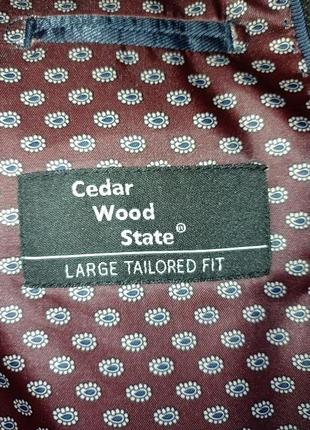 Cedar
Wood
State®
LARGE TAILORED FIT